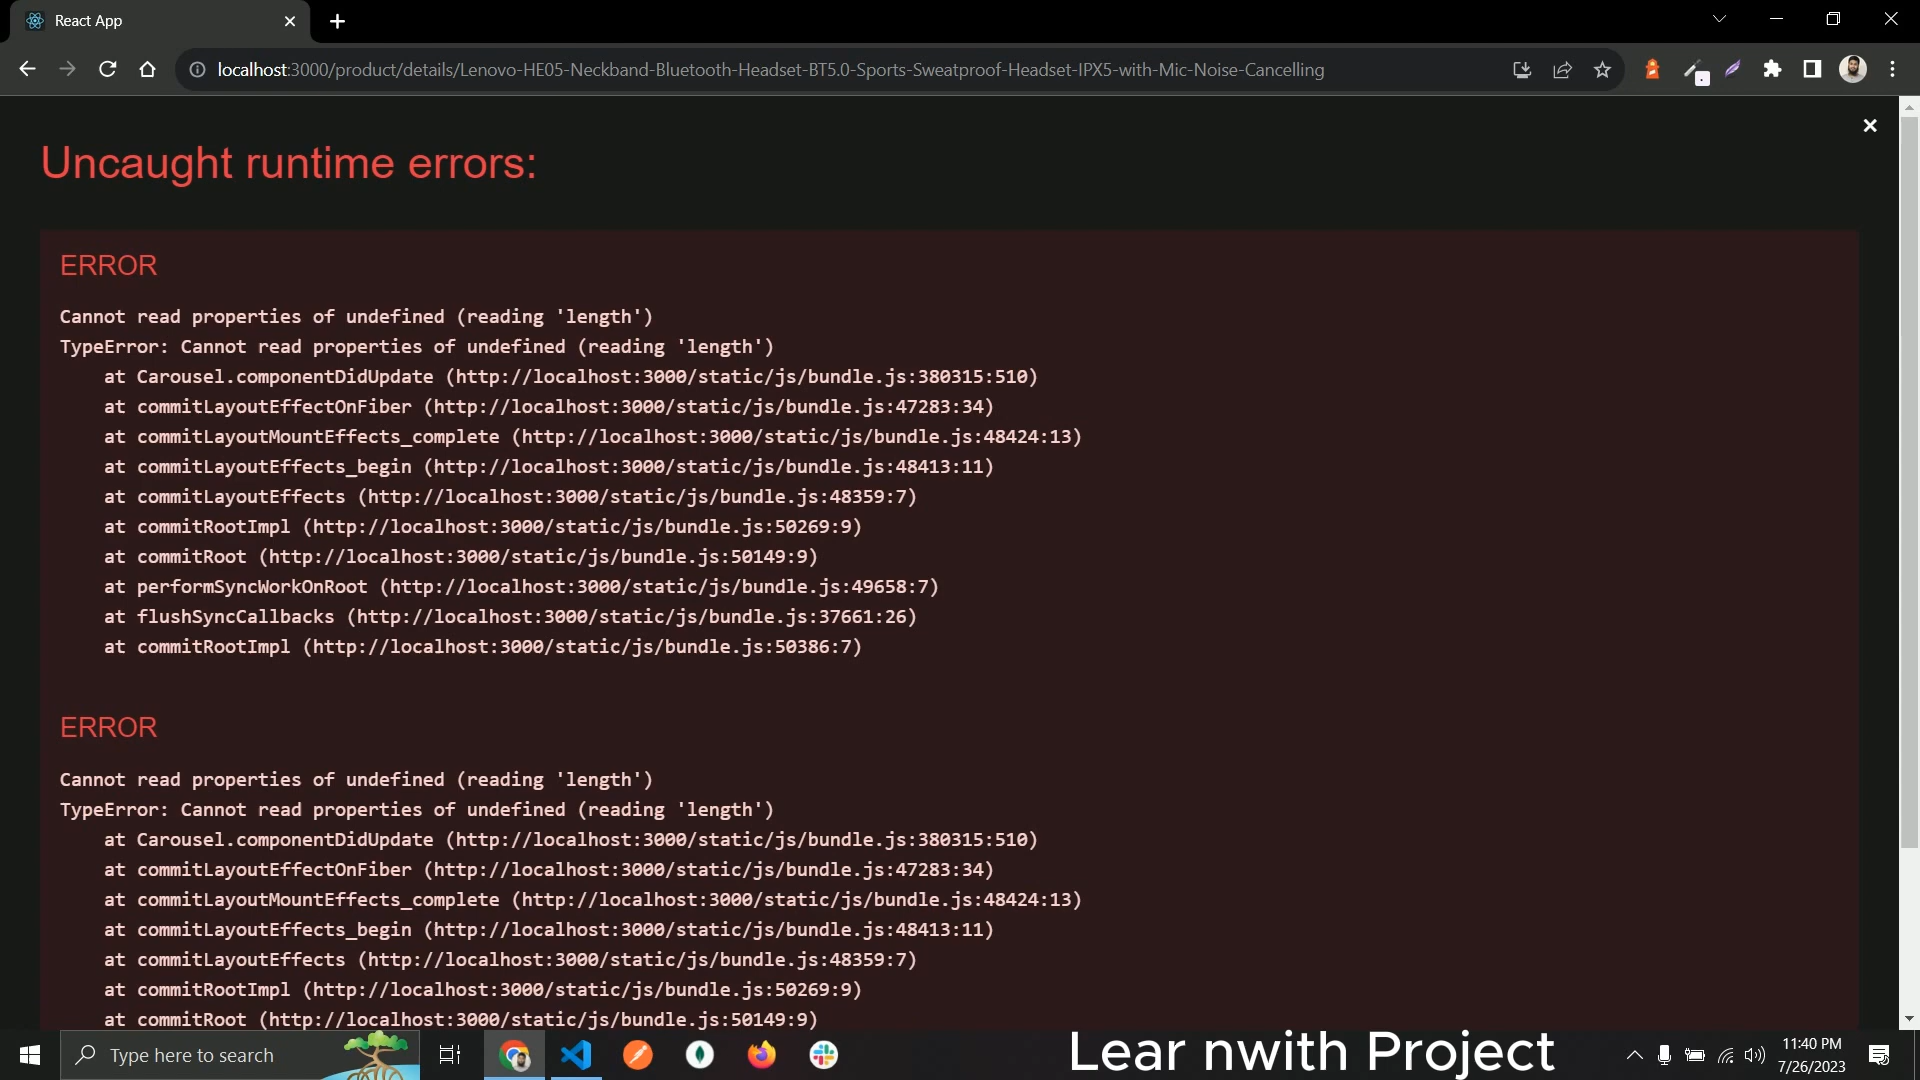 React App
localhost:3000/product/details/Lenovo-HE05-Neckband-Bluetooth-Headset-BT5.0-Sports-Sweatproof-Headset-IPX5-with-Mic-Noise-Cancelling
Uncaught runtime errors:
ERROR
Cannot read properties of undefined (reading 'length')
TypeError: Cannot read properties of undefined (reading 'length')
at Carousel.componentDidUpdate (http://localhost:3000/static/js/bundle.js:380315:510)
at commitLayoutEffectOnFiber (http://localhost:3000/static/js/bundle.js:47283:34)
at commitLayoutMountEffects_complete (http://localhost:3000/static/js/bundle.js:48424:13)
at commitLayoutEffects_begin (http://localhost:3000/static/js/bundle.js:48413:11)
at commitLayoutEffects (http://localhost:3000/static/js/bundle.js:48359:7)
at commitRootImpl (http://localhost:3000/static/js/bundle.js:50269:9)
at commitRoot (http://localhost:3000/static/js/bundle.js:50149:9)
at performSyncWorkOnRoot (http://localhost:3000/static/js/bundle.js:49658:7)
at flushSyncCallbacks (http://localhost:3000/static/js/bundle.js:37661:26)
at commitRootImpl (http://localhost:3000/static/js/bundle.js:50386:7)
ERROR
Cannot read properties of undefined (reading 'length')
TypeError: Cannot read properties of undefined (reading 'length')
at Carousel.componentDidUpdate (http://localhost:3000/static/js/bundle.js:380315:510)
at commitLayoutEffectOnFiber (http://localhost:3000/static/js/bundle.js:47283:34)
at commitLayoutMountEffects_complete (http://localhost:3000/static/js/bundle.js:48424:13)
at commitLayoutEffects_begin (http://localhost:3000/static/js/bundle.js:48413:11)
at commitLayoutEffects (http://localhost:3000/static/js/bundle.js:48359:7)
at commitRootImpl (http://localhost:3000/static/js/bundle.js:50269:9)
at commitRoot (http://localhost:3000/static/js/bundle.js:50149:9)
Type here to search
Lear nwith Project
11:40 PM
7/26/2023